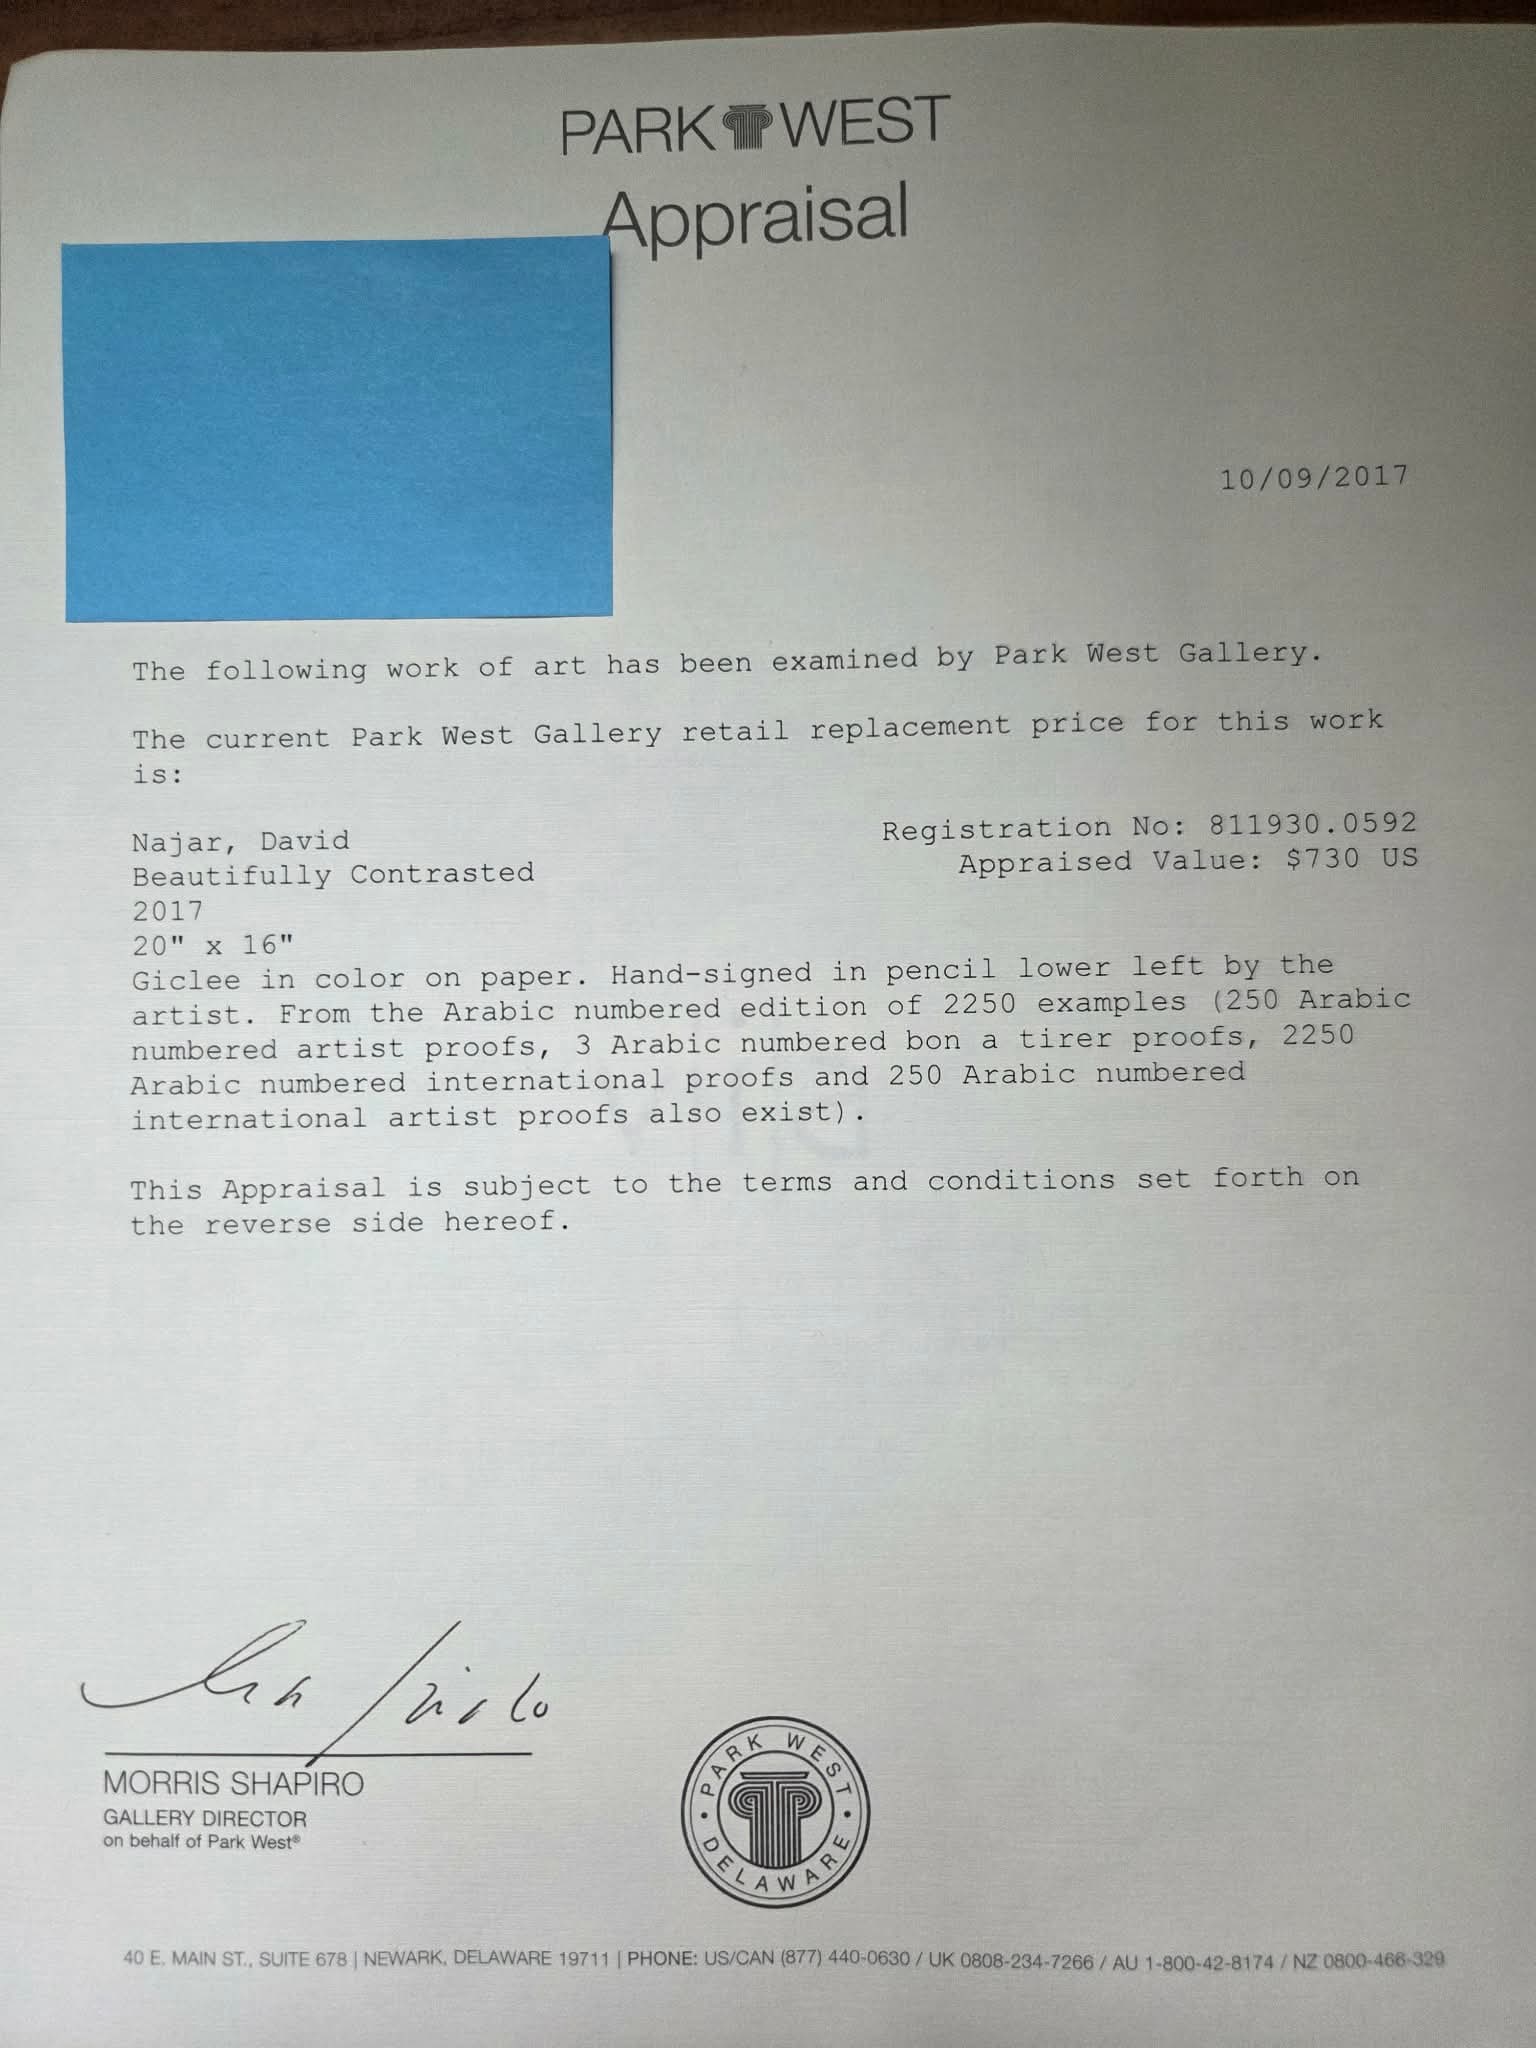 PARK WEST
Appraisal
10/09/2017
The following work of art has been examined by Park West Gallery.
The current Park West Gallery retail replacement price for this work
is:
Najar, David
Registration No: 811930.0592
Beautifully Contrasted
Appraised Value: $730 US
2017
20" x 16"
Giclee in color on paper. Hand-signed in pencil lower left by the
artist. From the Arabic numbered edition of 2250 examples (250 Arabic
numbered artist proofs, 3 Arabic numbered bon a tirer proofs, 2250
Arabic numbered international proofs and 250 Arabic numbered
international artist proofs also exist).
This Appraisal is subject to the terms and conditions set forth on
the reverse side hereof.
MORRIS SHAPIRO
GALLERY DIRECTOR
on behalf of Park West®
PARK WEST
DELAWARE
40 E. MAIN ST., SUITE 678 | NEWARK, DELAWARE 19711 | PHONE: US/CAN (877) 440-0630 / UK 0808-234-7266 / AU 1-800-42-8174 / NZ 0800-466-329